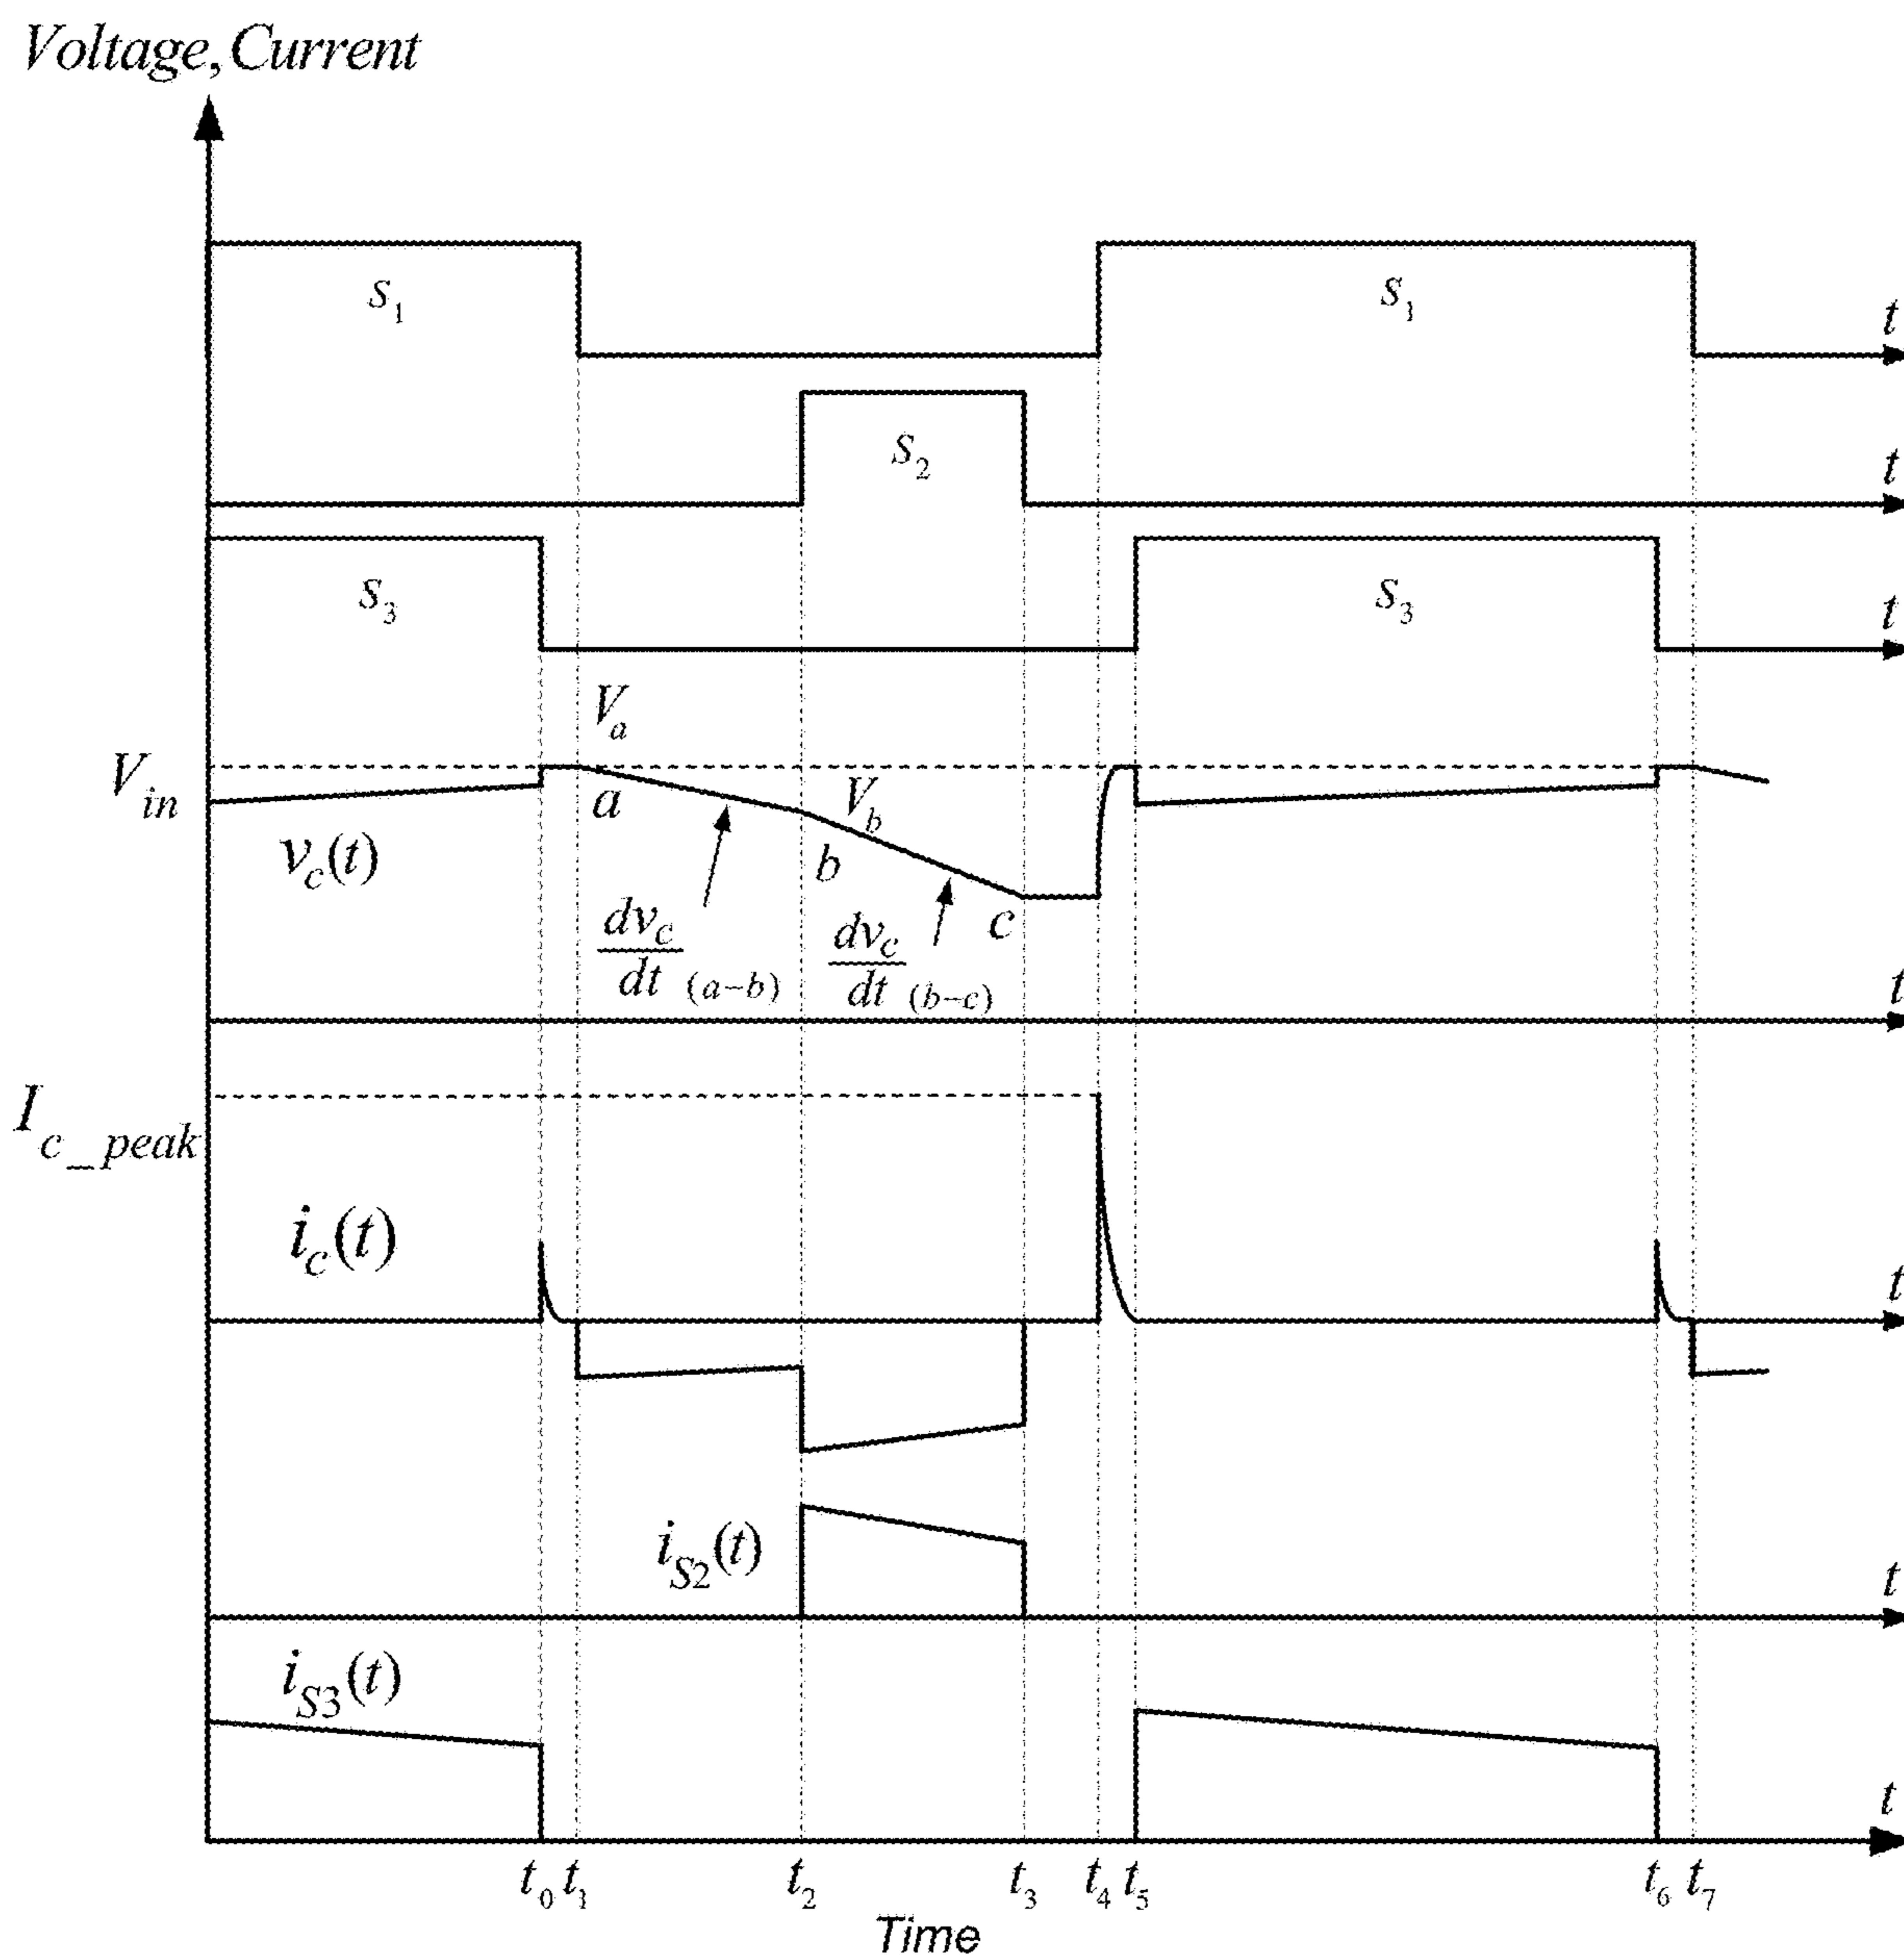 Voltage, Current
S1 S1 t
S2 t
S3 S3 t
Va
Vin a Vb
vc(t) b
c
dvc/dt (a-b) dvc/dt (b-c) t
Ic_peak
ic(t) t
iS2(t) t
iS3(t) t
t0 t1 t2 t3 t4 t5 t6 t7
Time